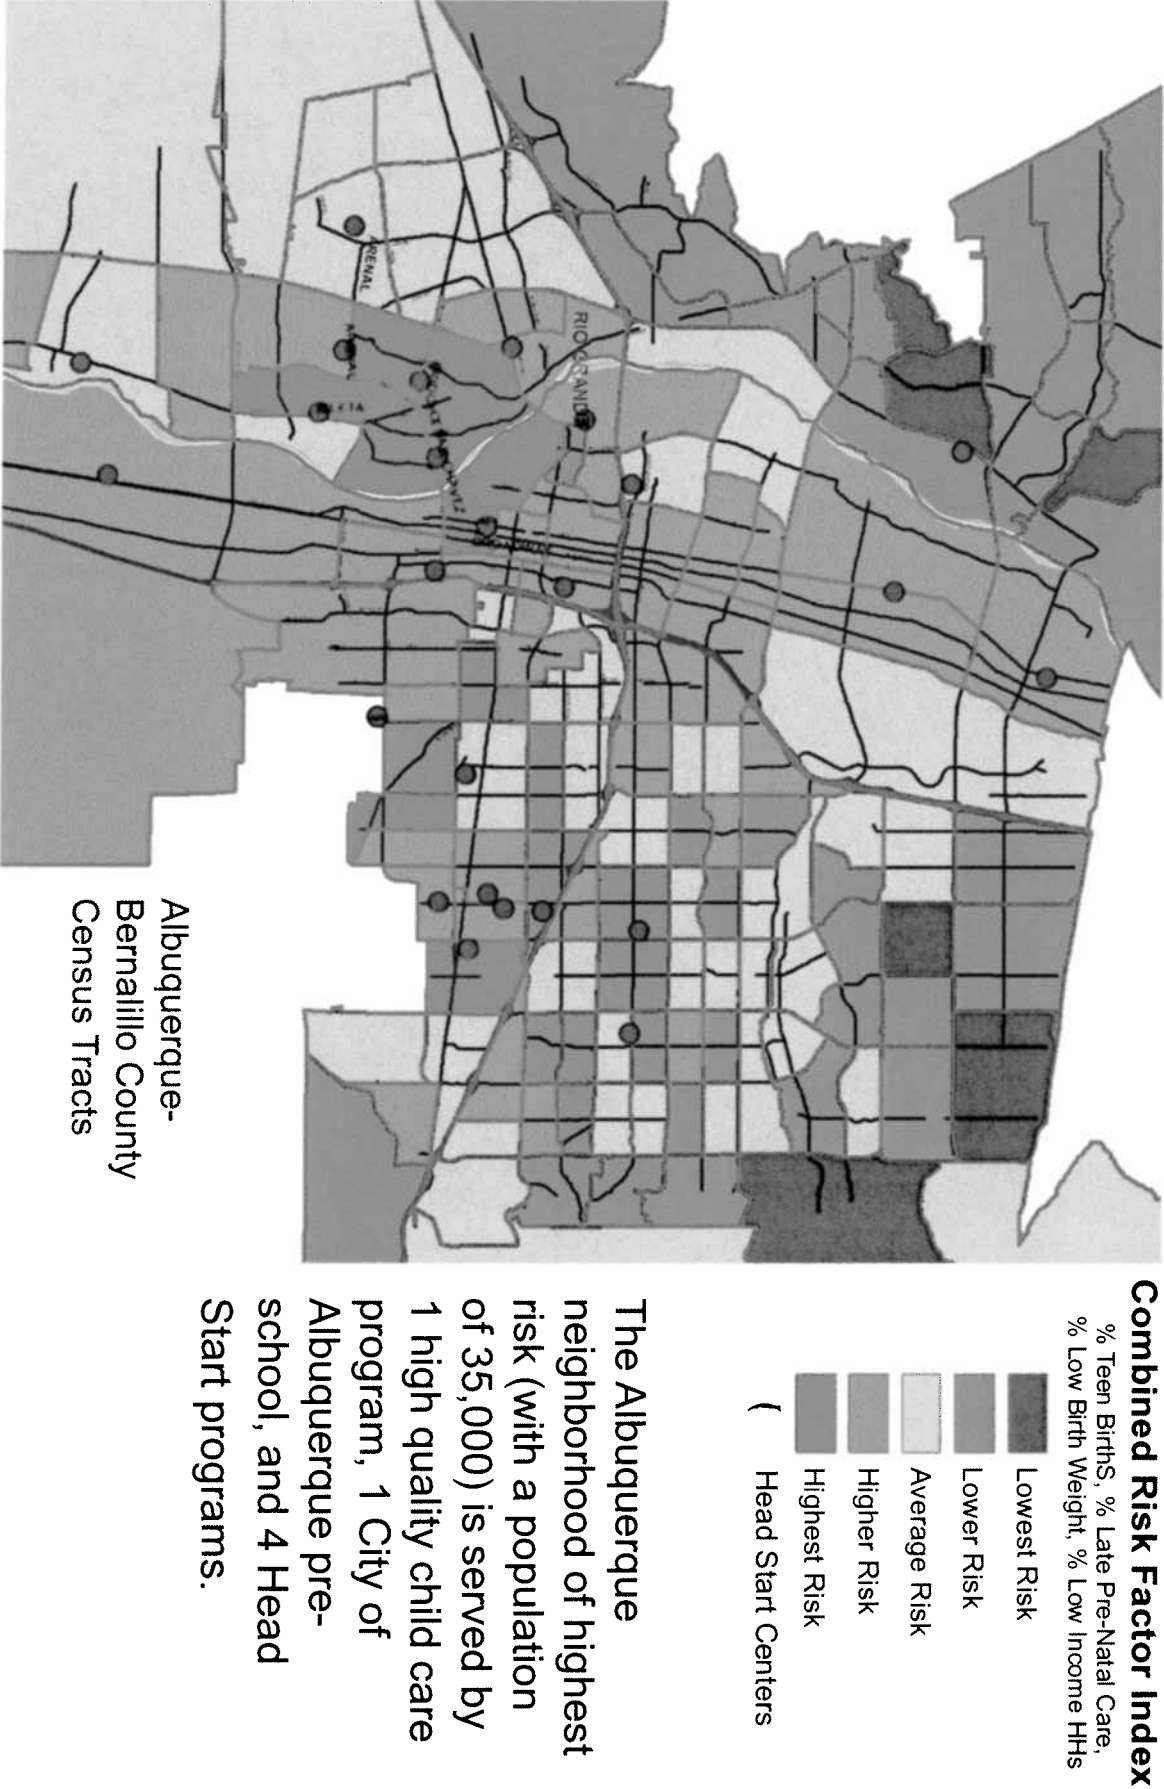 Combined Risk Factor Index
% Teen BirthS, % Late Pre-Natal Care,
% Low Birth Weight, % Low Income HHs
Lowest Risk
Lower Risk
Average Risk
Higher Risk
Highest Risk
( Head Start Centers
The Albuquerque
neighborhood of highest
risk (with a population
of 35,000) is served by
1 high quality child care
program, 1 City of
Albuquerque pre-
school, and 4 Head
Start programs.
Albuquerque-
Bernalillo County
Census Tracts
RIO GRANDE